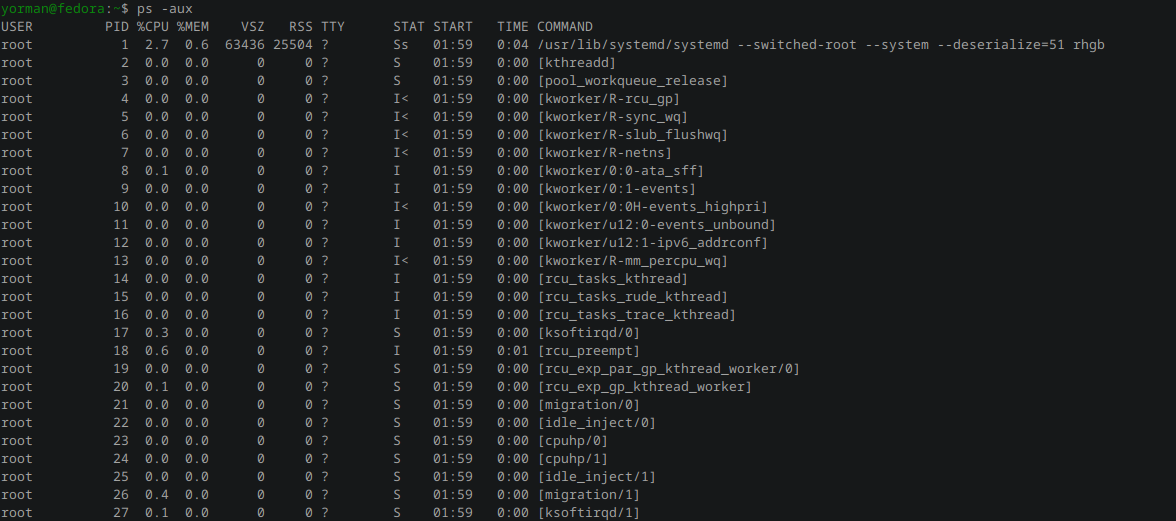 yorman@fedora:~$ ps -aux
USER         PID %CPU %MEM    VSZ   RSS TTY      STAT START   TIME COMMAND
root           1  2.7  0.6  63436 25504 ?        Ss   01:59   0:04 /usr/lib/systemd/systemd --switched-root --system --deserialize=51 rhgb
root           2  0.0  0.0      0     0 ?        S    01:59   0:00 [kthreadd]
root           3  0.0  0.0      0     0 ?        S    01:59   0:00 [pool_workqueue_release]
root           4  0.0  0.0      0     0 ?        I<   01:59   0:00 [kworker/R-rcu_gp]
root           5  0.0  0.0      0     0 ?        I<   01:59   0:00 [kworker/R-sync_wq]
root           6  0.0  0.0      0     0 ?        I<   01:59   0:00 [kworker/R-slub_flushwq]
root           7  0.0  0.0      0     0 ?        I<   01:59   0:00 [kworker/R-netns]
root           8  0.1  0.0      0     0 ?        I    01:59   0:00 [kworker/0:0-ata_sff]
root           9  0.0  0.0      0     0 ?        I    01:59   0:00 [kworker/0:1-events]
root          10  0.0  0.0      0     0 ?        I<   01:59   0:00 [kworker/0:0H-events_highpri]
root          11  0.0  0.0      0     0 ?        I    01:59   0:00 [kworker/u12:0-events_unbound]
root          12  0.0  0.0      0     0 ?        I    01:59   0:00 [kworker/u12:1-ipv6_addrconf]
root          13  0.0  0.0      0     0 ?        I<   01:59   0:00 [kworker/R-mm_percpu_wq]
root          14  0.0  0.0      0     0 ?        I    01:59   0:00 [rcu_tasks_kthread]
root          15  0.0  0.0      0     0 ?        I    01:59   0:00 [rcu_tasks_rude_kthread]
root          16  0.0  0.0      0     0 ?        I    01:59   0:00 [rcu_tasks_trace_kthread]
root          17  0.3  0.0      0     0 ?        S    01:59   0:00 [ksoftirqd/0]
root          18  0.6  0.0      0     0 ?        I    01:59   0:01 [rcu_preempt]
root          19  0.0  0.0      0     0 ?        S    01:59   0:00 [rcu_exp_par_gp_kthread_worker/0]
root          20  0.1  0.0      0     0 ?        S    01:59   0:00 [rcu_exp_gp_kthread_worker]
root          21  0.0  0.0      0     0 ?        S    01:59   0:00 [migration/0]
root          22  0.0  0.0      0     0 ?        S    01:59   0:00 [idle_inject/0]
root          23  0.0  0.0      0     0 ?        S    01:59   0:00 [cpuhp/0]
root          24  0.0  0.0      0     0 ?        S    01:59   0:00 [cpuhp/1]
root          25  0.0  0.0      0     0 ?        S    01:59   0:00 [idle_inject/1]
root          26  0.4  0.0      0     0 ?        S    01:59   0:00 [migration/1]
root          27  0.1  0.0      0     0 ?        S    01:59   0:00 [ksoftirqd/1]